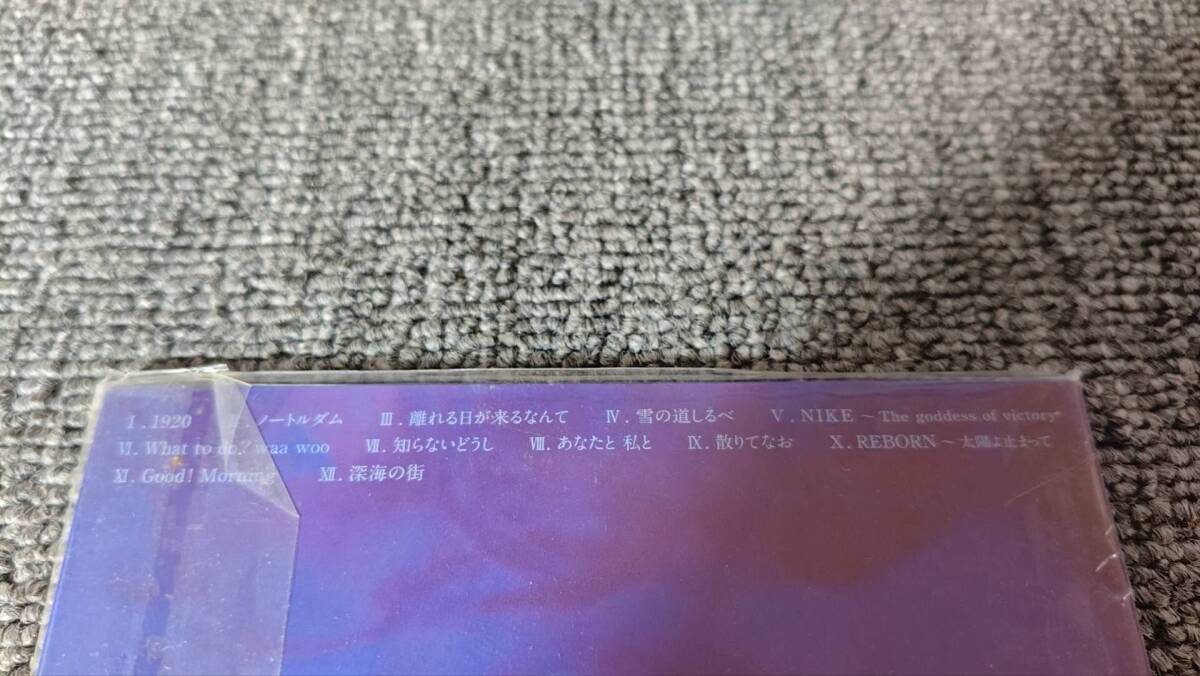 Ⅰ. 1920 Ⅱ. ノートルダム Ⅲ. 離れる日が来るなんて Ⅳ. 雪の道しるべ Ⅴ. NIKE ~ The goddess of victory
Ⅵ. What to do? waa woo Ⅶ. 知らないどうし Ⅷ. あなたと 私と Ⅸ. 散りてなお Ⅹ. REBORN ~ 太陽よ止まって
Ⅺ. Good! Morning Ⅻ. 深海の街